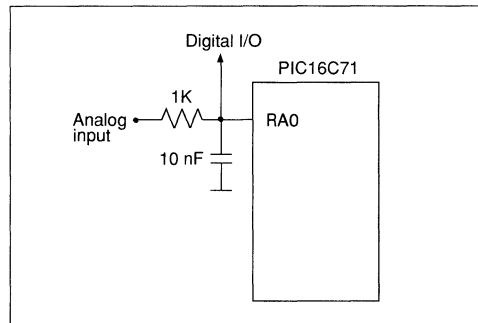 Digital I/O
PIC16C71
1K
Analog
input
RA0
10 nF